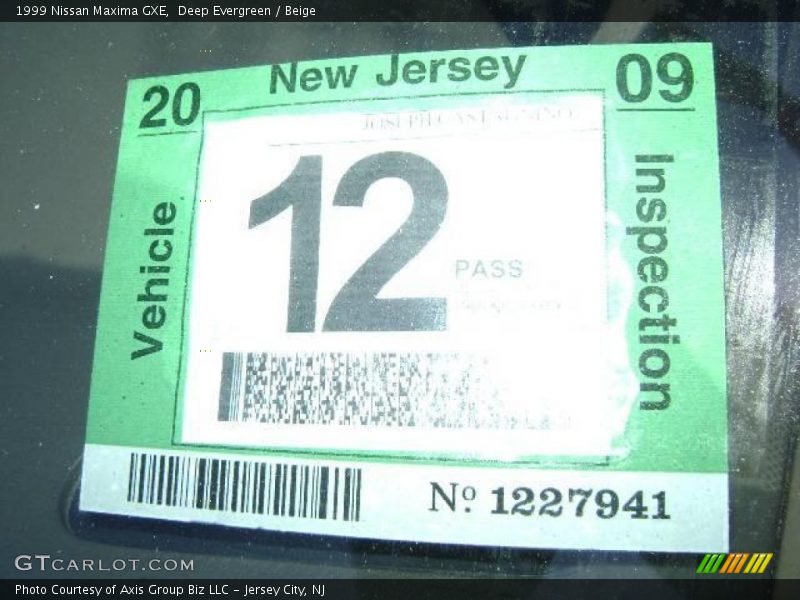 1999 Nissan Maxima GXE,  Deep Evergreen / Beige
20 New Jersey 09
12
PASS
Vehicle
Inspection
Nº 1227941
GTCARLOT.COM
Photo Courtesy of Axis Group Biz LLC – Jersey City, NJ